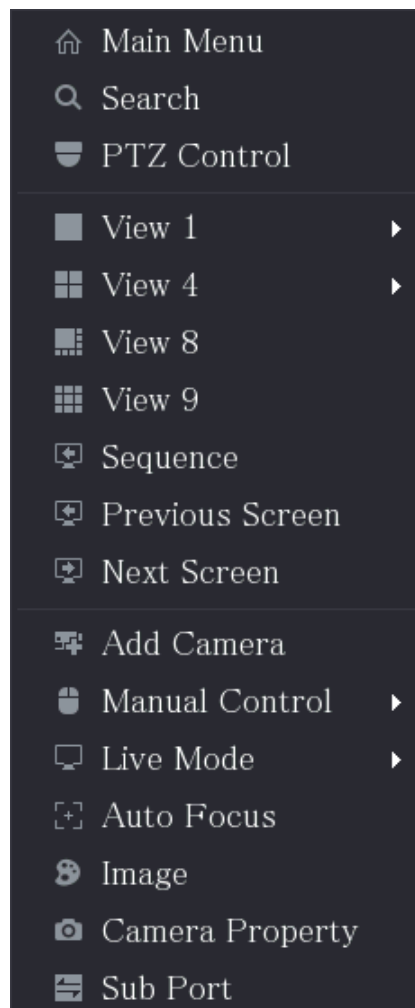 Main Menu
Search
PTZ Control
View 1
View 4
View 8
View 9
Sequence
Previous Screen
Next Screen
Add Camera
Manual Control
Live Mode
Auto Focus
Image
Camera Property
Sub Port